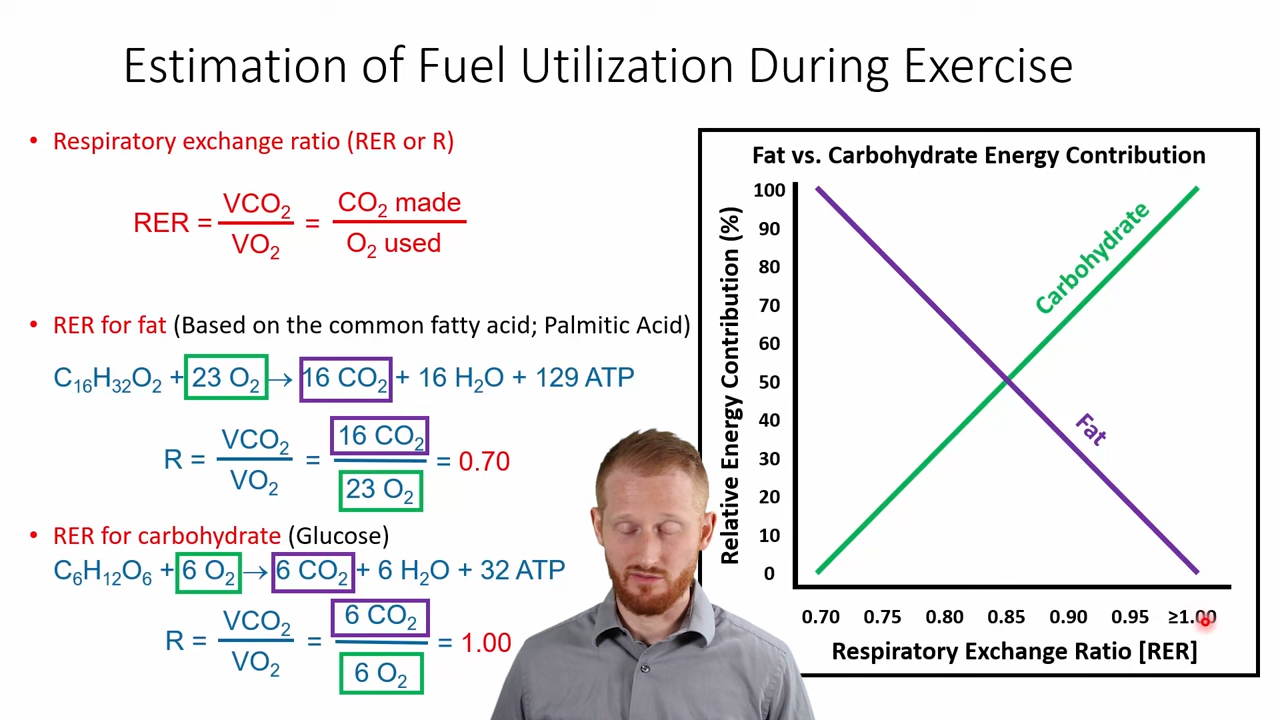 Estimation of Fuel Utilization During Exercise
• Respiratory exchange ratio (RER or R)
RER = VCO₂ / VO₂ = CO₂ made / O₂ used
• RER for fat (Based on the common fatty acid; Palmitic Acid)
C₁₆H₃₂O₂ + 23 O₂ → 16 CO₂ + 16 H₂O + 129 ATP
R = VCO₂ / VO₂ = 16 CO₂ / 23 O₂ = 0.70
• RER for carbohydrate (Glucose)
C₆H₁₂O₆ + 6 O₂ → 6 CO₂ + 6 H₂O + 32 ATP
R = VCO₂ / VO₂ = 6 CO₂ / 6 O₂ = 1.00
Fat vs. Carbohydrate Energy Contribution
Relative Energy Contribution (%)
100
90
80
70
60
50
40
30
20
10
0
Carbohydrate
Fat
0.70 0.75 0.80 0.85 0.90 0.95 ≥1.00
Respiratory Exchange Ratio [RER]